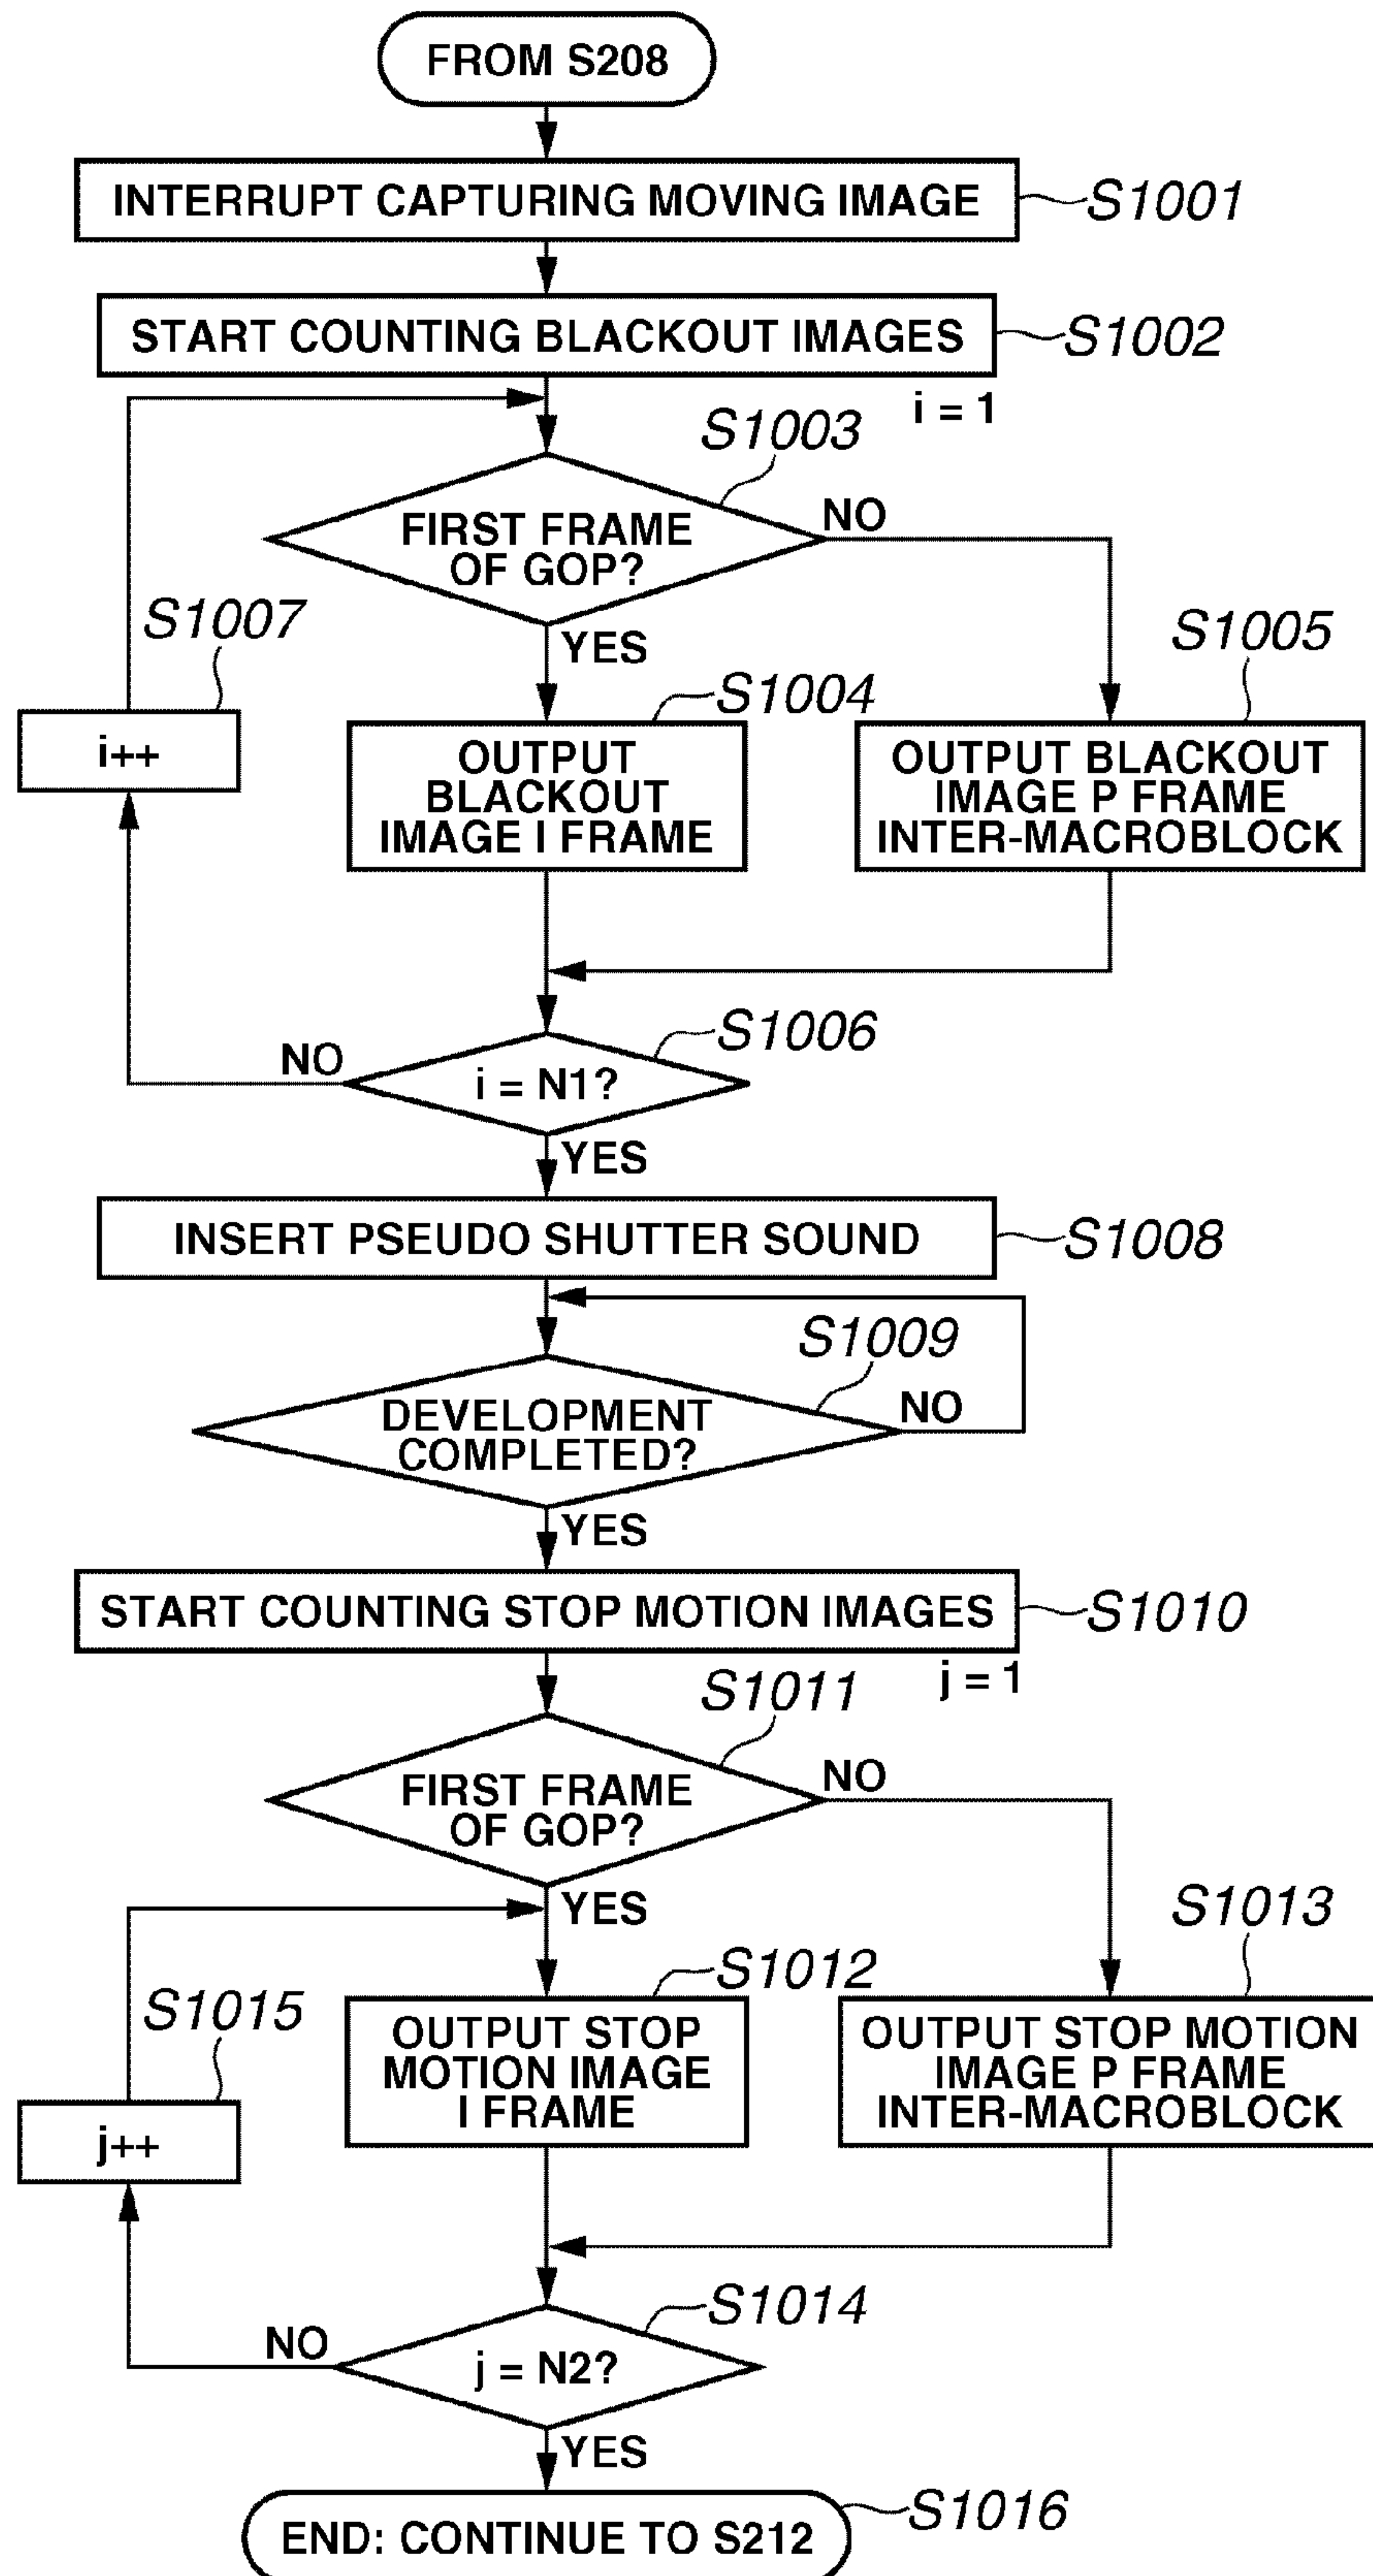 FROM S208
INTERRUPT CAPTURING MOVING IMAGE
S1001
START COUNTING BLACKOUT IMAGES
S1002
i = 1
S1003
FIRST FRAME
OF GOP?
NO
YES
S1007
i++
S1004
OUTPUT
BLACKOUT
IMAGE I FRAME
S1005
OUTPUT BLACKOUT
IMAGE P FRAME
INTER-MACROBLOCK
S1006
i = N1?
NO
YES
INSERT PSEUDO SHUTTER SOUND
S1008
S1009
DEVELOPMENT
COMPLETED?
NO
YES
START COUNTING STOP MOTION IMAGES
S1010
j = 1
S1011
FIRST FRAME
OF GOP?
NO
YES
S1015
j++
S1012
OUTPUT STOP
MOTION IMAGE
I FRAME
S1013
OUTPUT STOP MOTION
IMAGE P FRAME
INTER-MACROBLOCK
S1014
j = N2?
NO
YES
END: CONTINUE TO S212
S1016